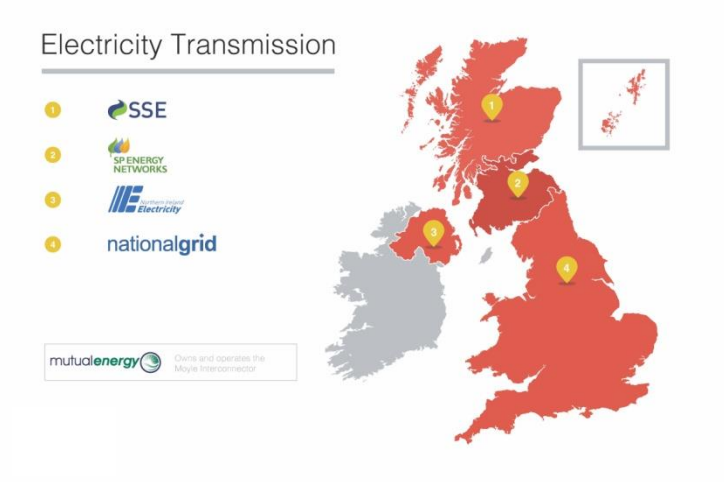 Electricity Transmission
1
SSE
2
SP ENERGY
NETWORKS
3
Northern Ireland
Electricity
4
nationalgrid
mutualenergy
Owns and operates the
Moyle Interconnector
1
2
3
4